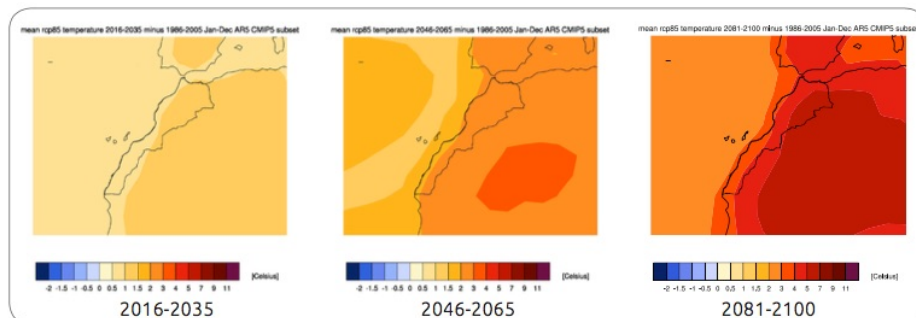 mean rcp85 temperature 2016-2035 minus 1986-2005 Jan-Dec AR5 CMIP5 subset
mean rcp85 temperature 2046-2065 minus 1986-2005 Jan-Dec AR5 CMIP5 subset
mean rcp85 temperature 2081-2100 minus 1986-2005 Jan-Dec AR5 CMIP5 subset
[Celsius]
-2 -1.5 -1 -0.5 0 0.5 1 1.5 2 3 4 5 7 9 11
[Celsius]
-2 -1.5 -1 -0.5 0 0.5 1 1.5 2 3 4 5 7 9 11
[Celsius]
-2 -1.5 -1 -0.5 0 0.5 1 1.5 2 3 4 5 7 9 11
2016-2035
2046-2065
2081-2100